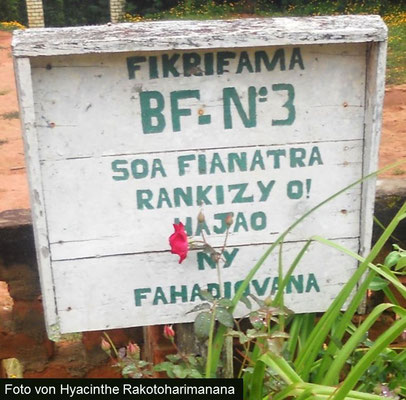 FIKRIFAMA
BF-Nº3
SOA FIANATRA
RANKIZY O!
HAJAO
NY
FAHADIOVANA
Foto von Hyacinthe Rakotoharimanana